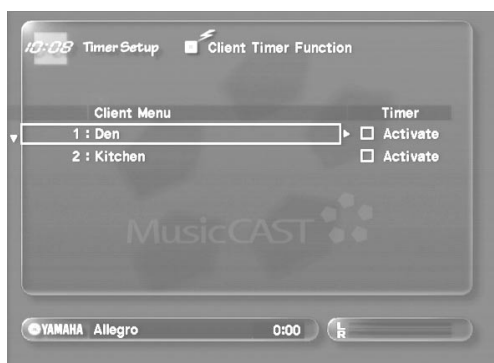 10:08 Timer Setup Client Timer Function
Client Menu Timer
1 : Den Activate
2 : Kitchen Activate
MusicCAST
YAMAHA Allegro 0:00 L
R